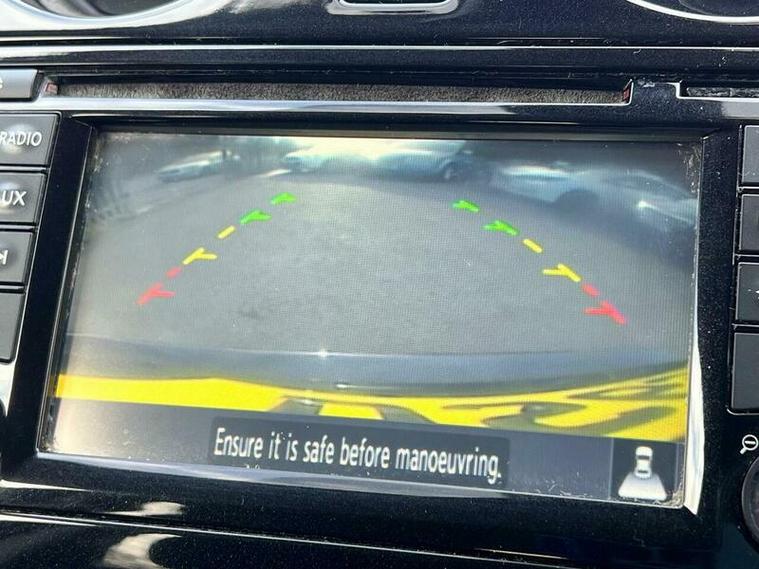 RADIO
UX
Ensure it is safe before manoeuvring.